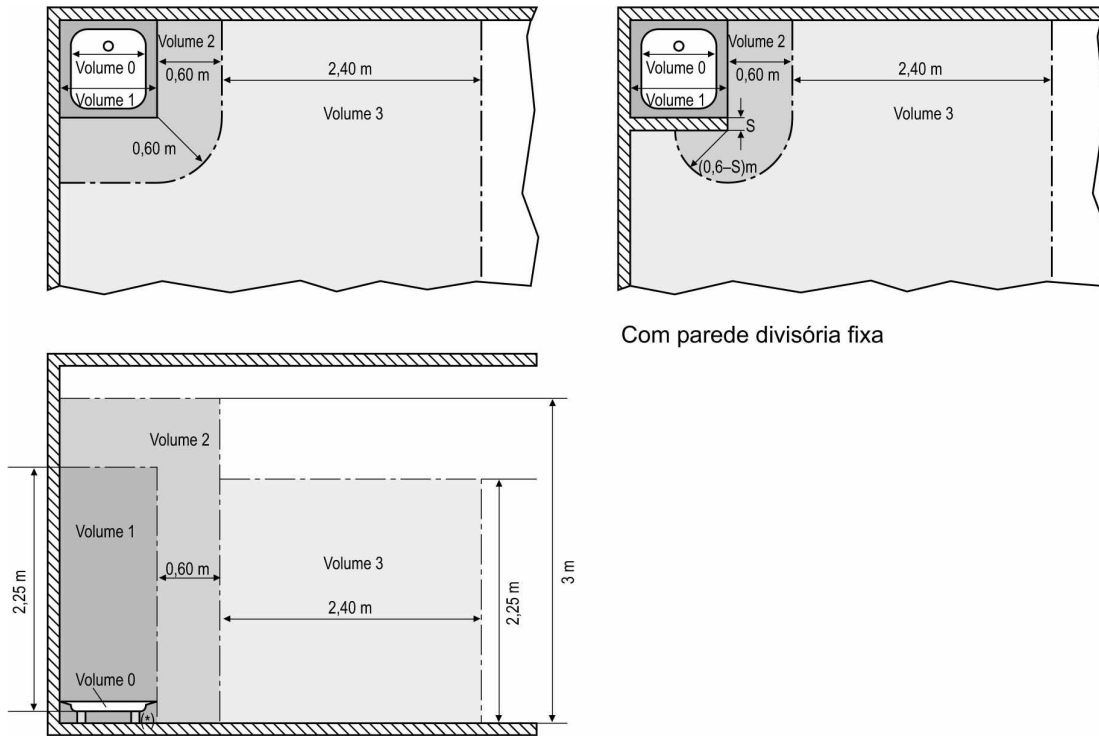 Volume 0
Volume 1
Volume 2
0,60 m
2,40 m
Volume 3
0,60 m
Volume 0
Volume 1
Volume 2
0,60 m
2,40 m
Volume 3
S
(0,6–S)m
Com parede divisória fixa
Volume 2
Volume 1
2,25 m
0,60 m
Volume 3
2,40 m
2,25 m
3 m
Volume 0
(*)